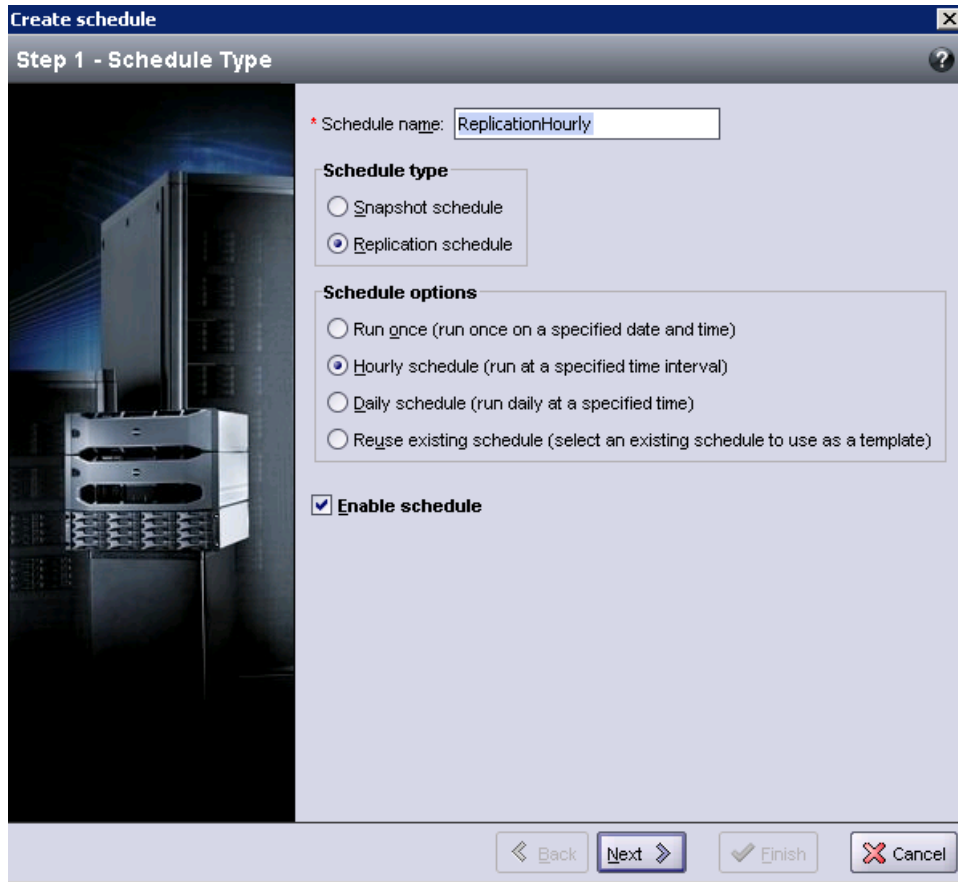 Create schedule
Step 1 - Schedule Type
?
* Schedule name: ReplicationHourly
Schedule type
Snapshot schedule
Replication schedule
Schedule options
Run once (run once on a specified date and time)
Hourly schedule (run at a specified time interval)
Daily schedule (run daily at a specified time)
Reuse existing schedule (select an existing schedule to use as a template)
Enable schedule
Back Next Finish Cancel